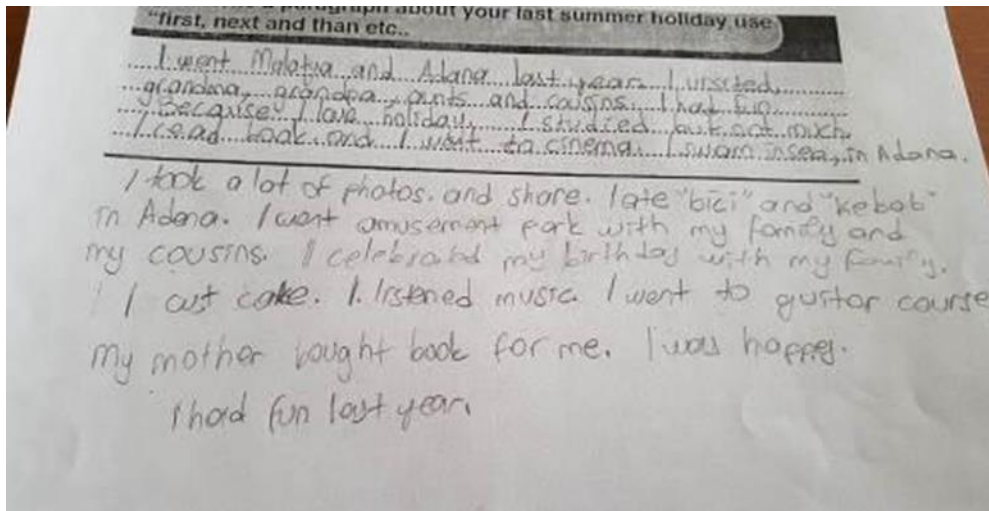 paragraph about your last summer holiday, use
"first, next and than etc..
I went Malatya and Adana last year. I visited
grandma, grandpa, aunts and cousins. I had fun
Because I love holiday. I studied but not much.
I read book and I went to cinema. I swam in sea, in Adana.
I took a lot of photos. and share. I ate "bici" and "kebab"
in Adana. I went amusement park with my family and
my cousins. I celebrated my birthday with my family.
I cut cake. I listened music I went to guitar course
my mother bought book for me. I was happy.
I had fun last year.